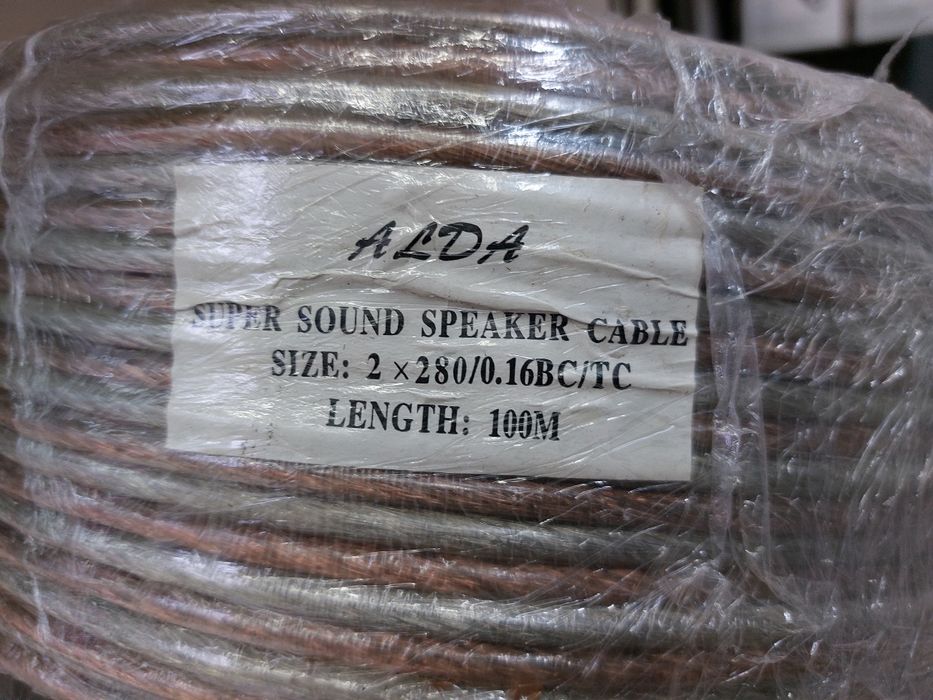 ALDA
SUPER SOUND SPEAKER CABLE
SIZE: 2×280/0.16BC/TC
LENGTH: 100M